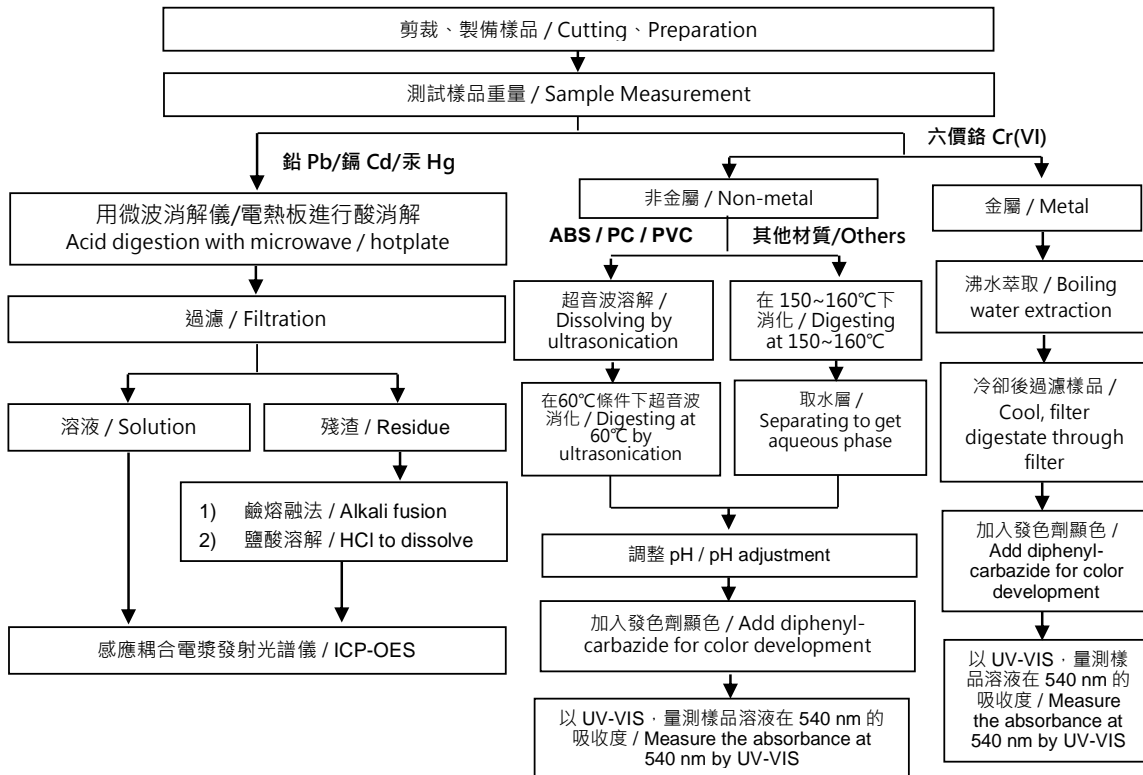 剪裁、製備樣品 / Cutting、Preparation
測試樣品重量 / Sample Measurement
鉛 Pb/鎘 Cd/汞 Hg
六價鉻 Cr(VI)
用微波消解儀/電熱板進行酸消解
Acid digestion with microwave / hotplate
過濾 / Filtration
溶液 / Solution
殘渣 / Residue
1) 鹼熔融法 / Alkali fusion
2) 鹽酸溶解 / HCl to dissolve
感應耦合電漿發射光譜儀 / ICP-OES
非金屬 / Non-metal
ABS / PC / PVC
其他材質/Others
超音波溶解 /
Dissolving by
ultrasonication
在60℃條件下超音波
消化 / Digesting at
60℃ by
ultrasonication
在 150~160℃下
消化 / Digesting
at 150~160℃
取水層 /
Separating to get
aqueous phase
調整 pH / pH adjustment
加入發色劑顯色 / Add diphenyl-
carbazide for color development
以 UV-VIS，量測樣品溶液在 540 nm 的
吸收度 / Measure the absorbance at
540 nm by UV-VIS
金屬 / Metal
沸水萃取 / Boiling
water extraction
冷卻後過濾樣品 /
Cool, filter
digestate through
filter
加入發色劑顯色 /
Add diphenyl-
carbazide for color
development
以 UV-VIS，量測樣
品溶液在 540 nm 的
吸收度 / Measure
the absorbance at
540 nm by UV-VIS